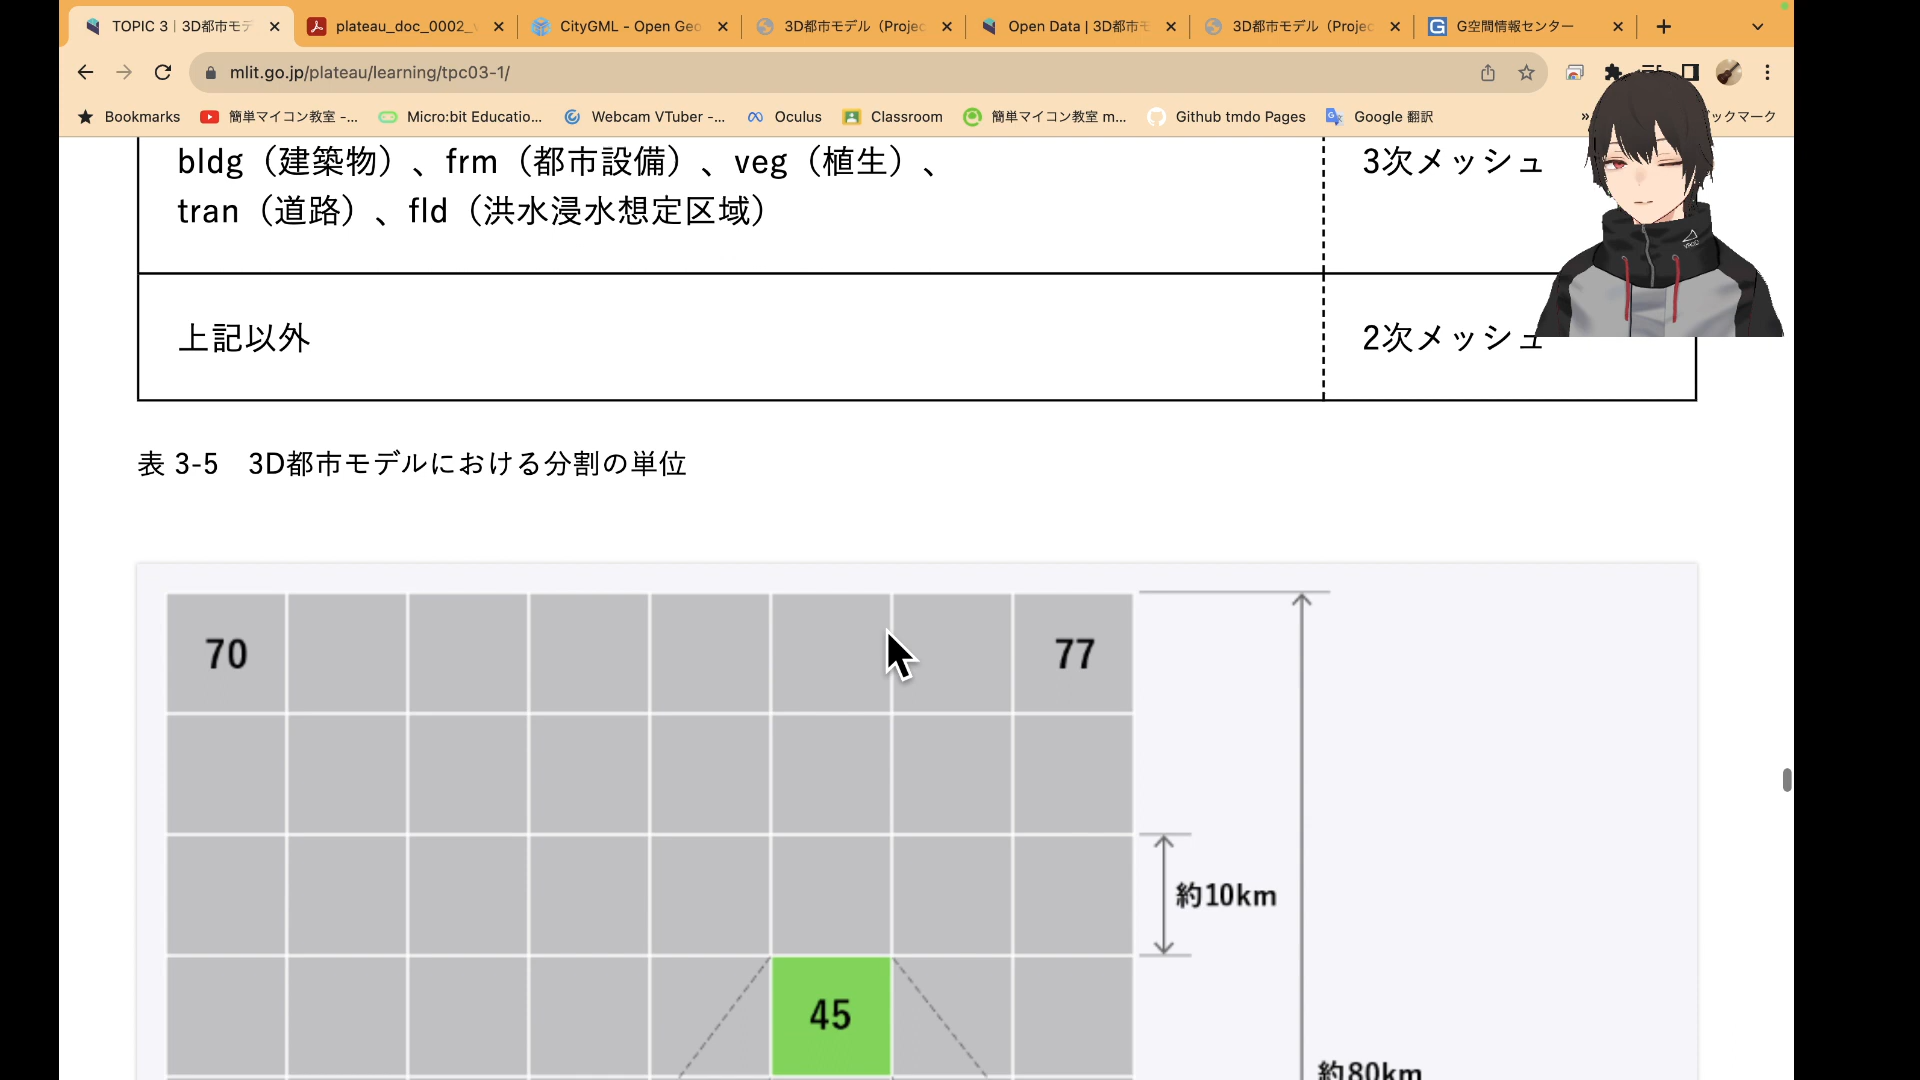 TOPIC 3｜3D都市モデ
plateau_doc_0002_
CityGML - Open Geo
3D都市モデル（Projec
Open Data | 3D都市モ
3D都市モデル（Projec
G空間情報センター
mlit.go.jp/plateau/learning/tpc03-1/
Bookmarks
簡単マイコン教室 -...
Micro:bit Educatio...
Webcam VTuber -...
Oculus
Classroom
簡単マイコン教室 m...
Github tmdo Pages
Google 翻訳
»
ックマーク
bldg（建築物）、frm（都市設備）、veg（植生）、
tran（道路）、fld（洪水浸水想定区域）
3次メッシュ
上記以外
2次メッシュ
表 3-5　3D都市モデルにおける分割の単位
70
77
約10km
45
約80km